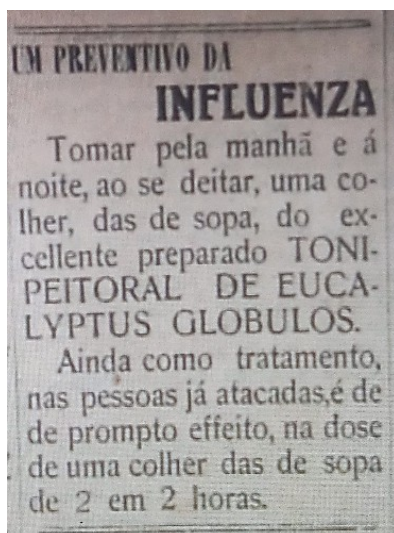 UM PREVENTIVO DA
INFLUENZA
Tomar pela manhã e á
noite, ao se deitar, uma co-
lher, das de sopa, do ex-
cellente preparado TONI-
PEITORAL DE EUCA-
LYPTUS GLOBULOS.
Ainda como tratamento,
nas pessoas já atacadas,é de
de prompto effeito, na dose
de uma colher das de sopa
de 2 em 2 horas.